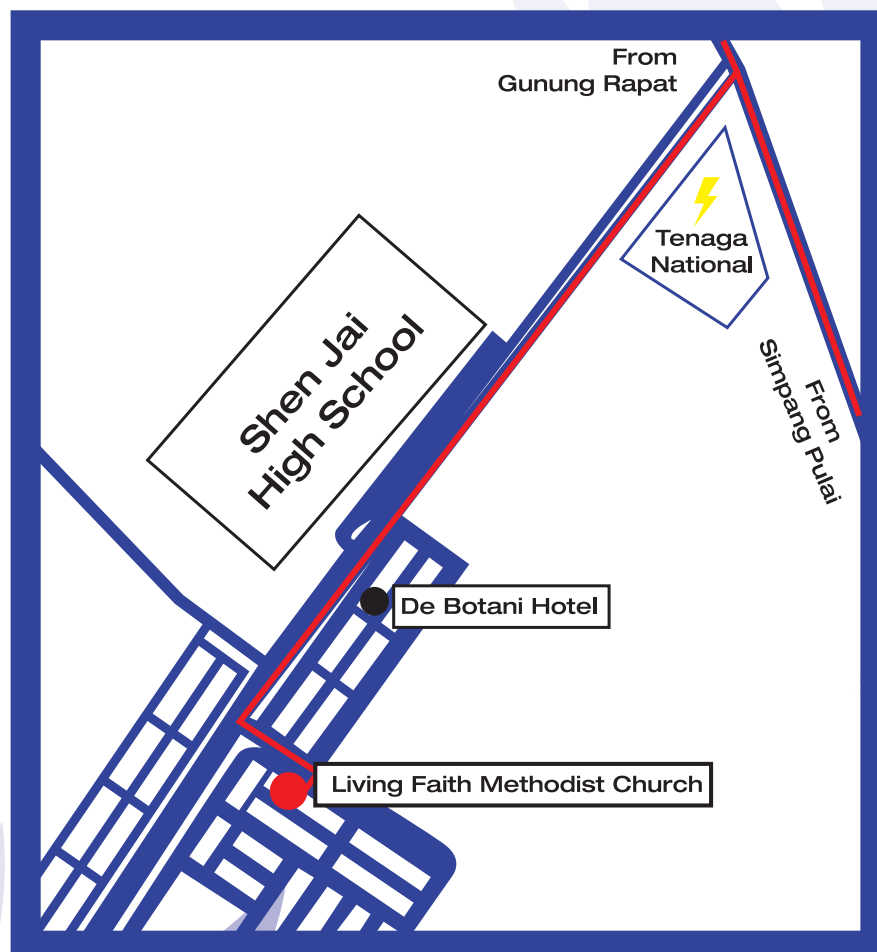 From
Gunung Rapat
Tenaga
National
Shen Jai
High School
From
Simpang Pulai
De Botani Hotel
Living Faith Methodist Church